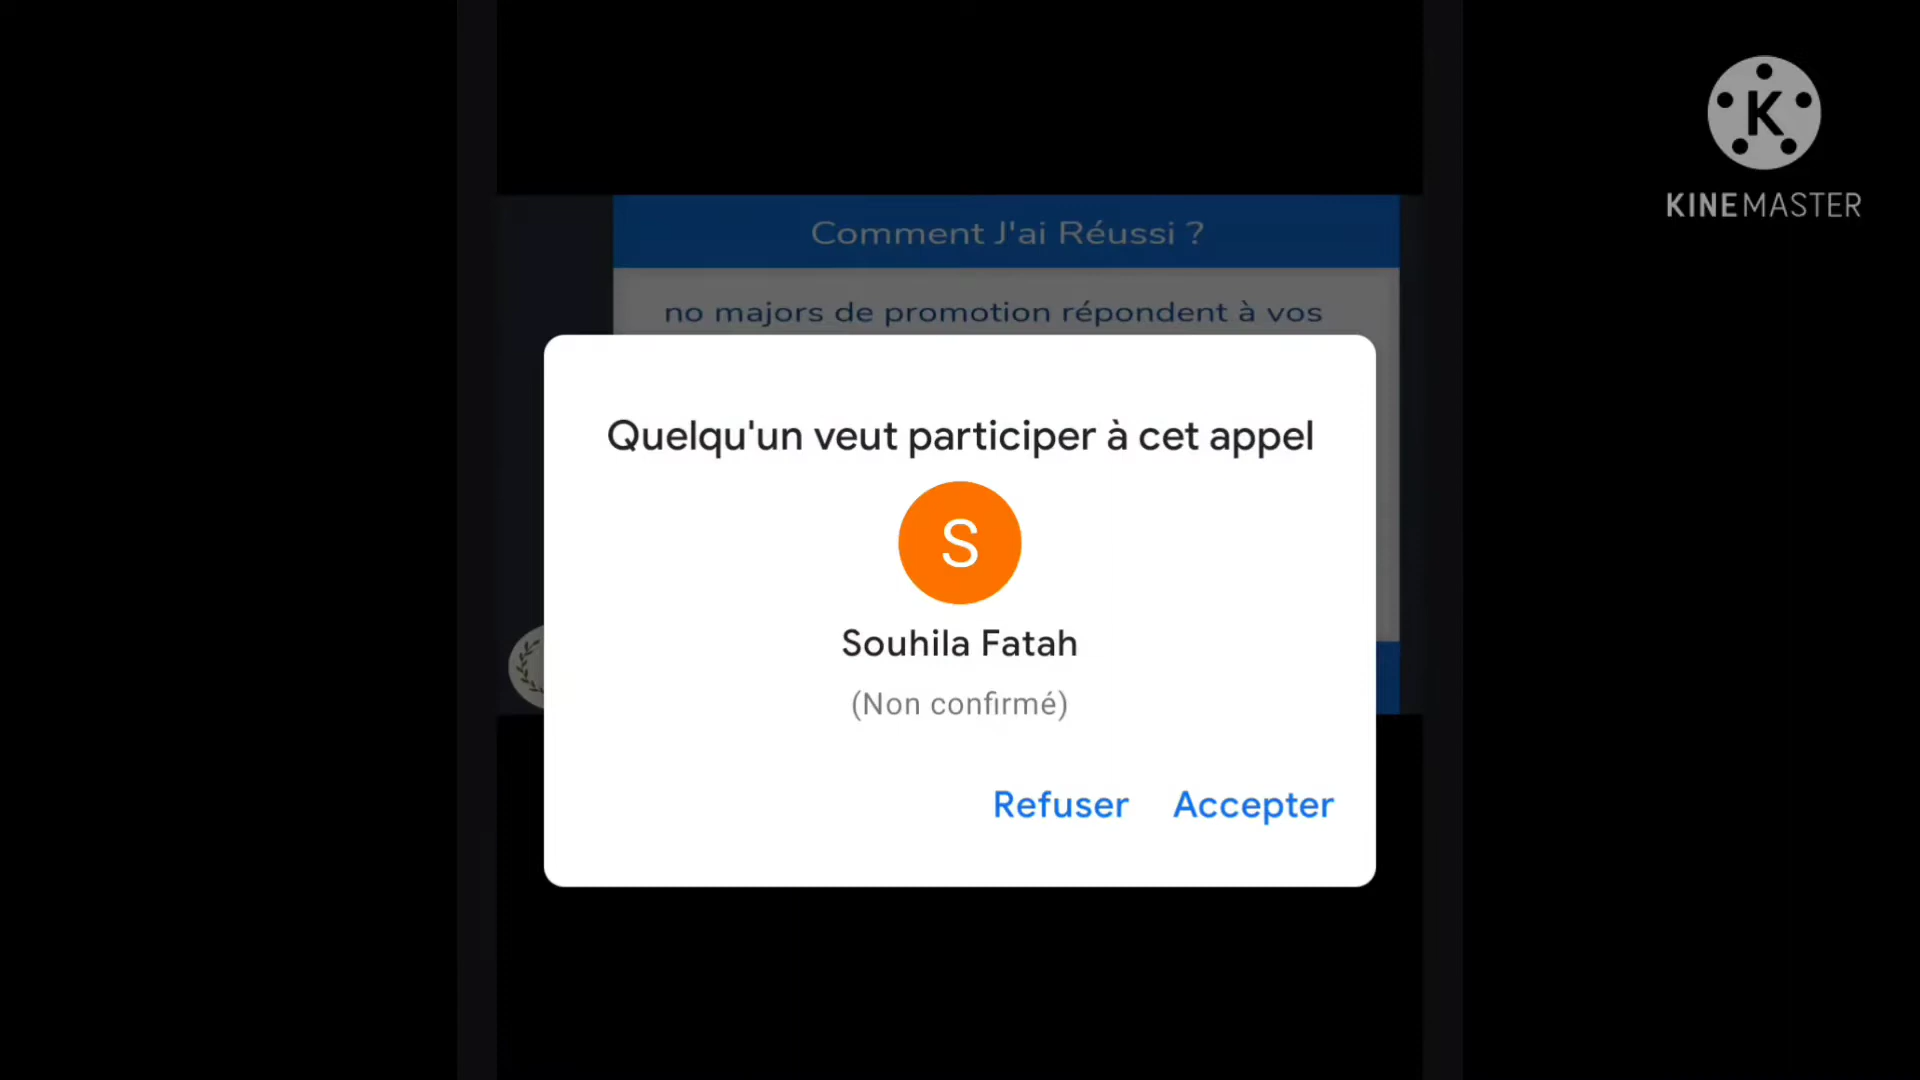 Comment J'ai Réussi ?
no majors de promotion répondent à vos
Quelqu'un veut participer à cet appel
S
Souhila Fatah
(Non confirmé)
Refuser Accepter
K
KINEMASTER